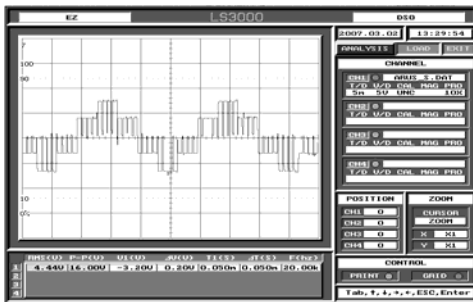 EZ LS3000 DSO
2007.03.02 13:29:54
ANALYSIS LOAD EXIT
CHANNEL
CH1 ARUS_S.DAT
T/D V/D CAL MAG PRO
5m 5V UNC 10X
CH2
T/D V/D CAL MAG PRO
CH3
T/D V/D CAL MAG PRO
CH4
T/D V/D CAL MAG PRO
100
90
10
0%
POSITION
CH1 0
CH2 0
CH3 0
CH4 0
ZOOM
CURSOR
ZOOM
X X1
Y X1
RMS(V) P-P(V) V1(V) ΔV(V) T1(S) ΔT(S) F(Hz)
1 4.44V 16.00V -3.20V 0.20V 0.050m 0.050m 20.00k
2
3
4
CONTROL
PRINT GRID
Tab,↑,↓,→,←,ESC,Enter